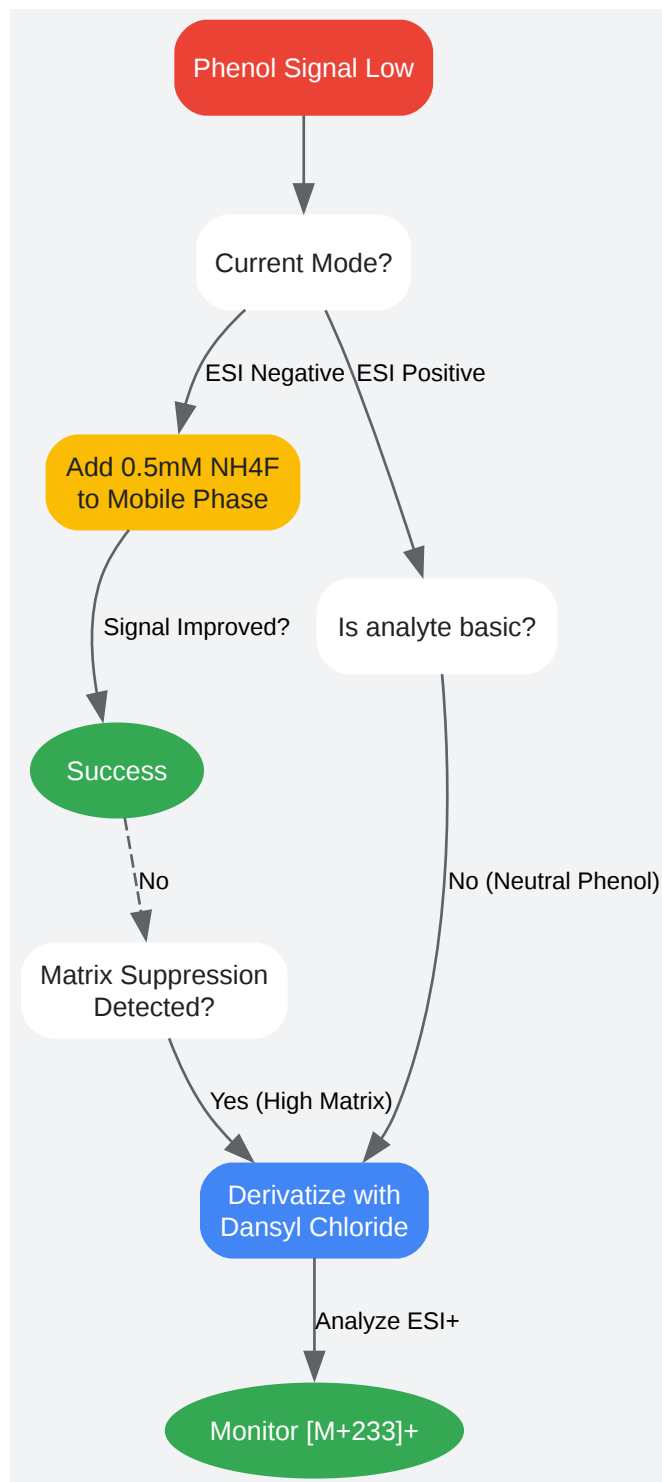 Phenol Signal Low
Current Mode?
ESI Negative
ESI Positive
Add 0.5mM NH4F
to Mobile Phase
Signal Improved?
Is analyte basic?
Success
No
No (Neutral Phenol)
Matrix Suppression
Detected?
Yes (High Matrix)
Derivatize with
Dansyl Chloride
Analyze ESI+
Monitor [M+233]+